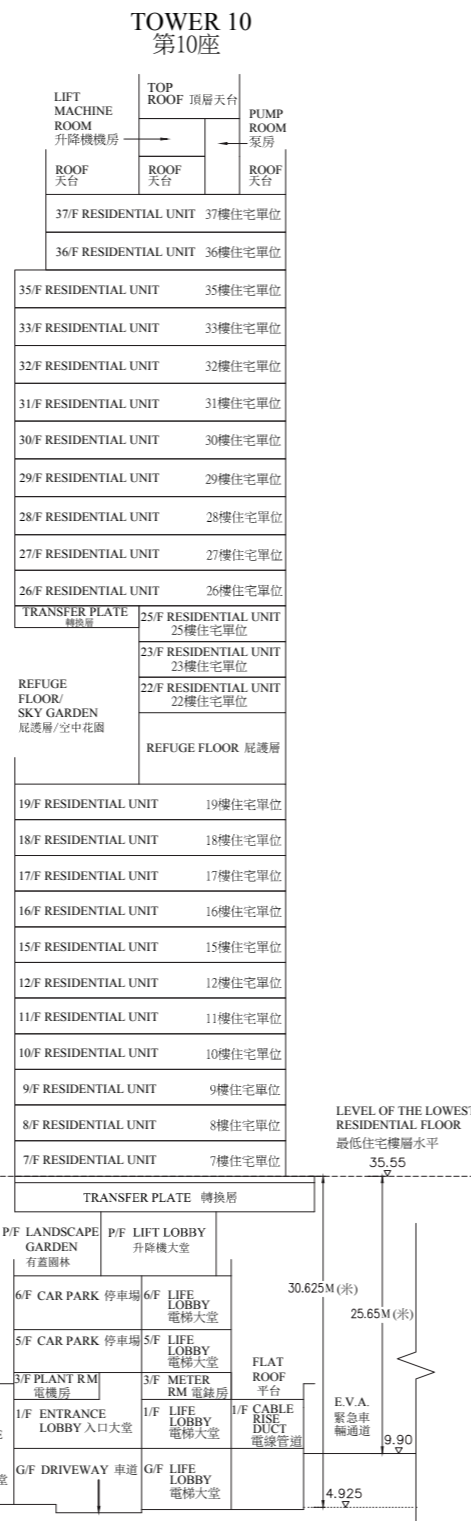 TOWER 10
第10座
LIFT
MACHINE
ROOM
升降機機房
TOP
ROOF 頂層天台
PUMP
ROOM
泵房
ROOF
天台
ROOF
天台
ROOF
天台
37/F RESIDENTIAL UNIT 37樓住宅單位
36/F RESIDENTIAL UNIT 36樓住宅單位
35/F RESIDENTIAL UNIT 35樓住宅單位
33/F RESIDENTIAL UNIT 33樓住宅單位
32/F RESIDENTIAL UNIT 32樓住宅單位
31/F RESIDENTIAL UNIT 31樓住宅單位
30/F RESIDENTIAL UNIT 30樓住宅單位
29/F RESIDENTIAL UNIT 29樓住宅單位
28/F RESIDENTIAL UNIT 28樓住宅單位
27/F RESIDENTIAL UNIT 27樓住宅單位
26/F RESIDENTIAL UNIT 26樓住宅單位
TRANSFER PLATE
轉換層
25/F RESIDENTIAL UNIT
25樓住宅單位
23/F RESIDENTIAL UNIT
23樓住宅單位
22/F RESIDENTIAL UNIT
22樓住宅單位
REFUGE
FLOOR/
SKY GARDEN
庇護層/空中花園
REFUGE FLOOR 庇護層
19/F RESIDENTIAL UNIT 19樓住宅單位
18/F RESIDENTIAL UNIT 18樓住宅單位
17/F RESIDENTIAL UNIT 17樓住宅單位
16/F RESIDENTIAL UNIT 16樓住宅單位
15/F RESIDENTIAL UNIT 15樓住宅單位
12/F RESIDENTIAL UNIT 12樓住宅單位
11/F RESIDENTIAL UNIT 11樓住宅單位
10/F RESIDENTIAL UNIT 10樓住宅單位
9/F RESIDENTIAL UNIT 9樓住宅單位
8/F RESIDENTIAL UNIT 8樓住宅單位
7/F RESIDENTIAL UNIT 7樓住宅單位
LEVEL OF THE LOWEST
RESIDENTIAL FLOOR
最低住宅樓層水平
35.55
TRANSFER PLATE 轉換層
P/F LANDSCAPE
GARDEN
有蓋園林
P/F LIFT LOBBY
升降機大堂
30.625M(米)
25.65M(米)
6/F CAR PARK 停車場
6/F LIFE
LOBBY
電梯大堂
5/F CAR PARK 停車場
5/F LIFE
LOBBY
電梯大堂
3/F PLANT RM
電機房
3/F METER
RM 電錶房
FLAT
ROOF
平台
1/F ENTRANCE
LOBBY 入口大堂
1/F LIFE
LOBBY
電梯大堂
1/F CABLE
RISE
DUCT
電線管道
E.V.A.
緊急車
輛通道
9.90
G/F DRIVEWAY 車道
G/F LIFE
LOBBY
電梯大堂
4.925